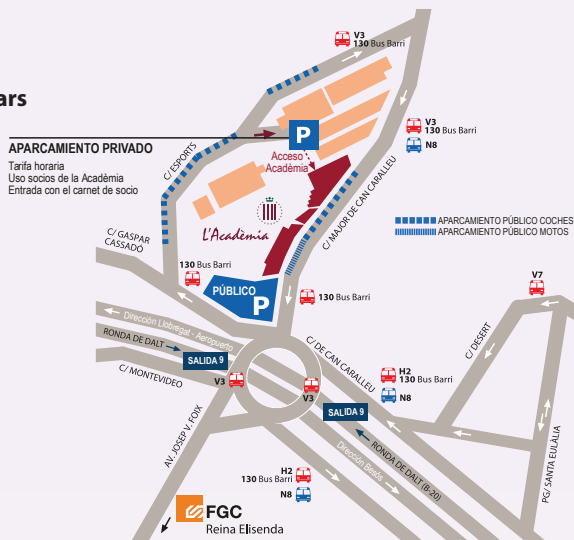 V3
130 Bus Barri
ars
APARCAMIENTO PRIVADO
Tarifa horaria
Uso socios de la Acadèmia
Entrada con el carnet de socio
C/ ESPORTS
P
Acceso
Acadèmia
V3
130 Bus Barri
N8
C/ MAJOR DE CAN CARALLEU
L'Acadèmia
APARCAMIENTO PÚBLICO COCHES
APARCAMIENTO PÚBLICO MOTOS
C/ GASPAR
CASSADÓ
130 Bus Barri
PÚBLICO
P
130 Bus Barri
V7
Dirección Llobregat - Aeropuerto
RONDA DE DALT
SALIDA 9
C/ MONTEVIDEO
V3
V3
C/ DE CAN CARALLEU
C/ DESERT
H2
130 Bus Barri
N8
SALIDA 9
AV. JOSEP V. FOIX
Dirección Besòs
RONDA DE DALT (B-20)
PG/ SANTA EULÀLIA
H2
130 Bus Barri
N8
FGC
Reina Elisenda